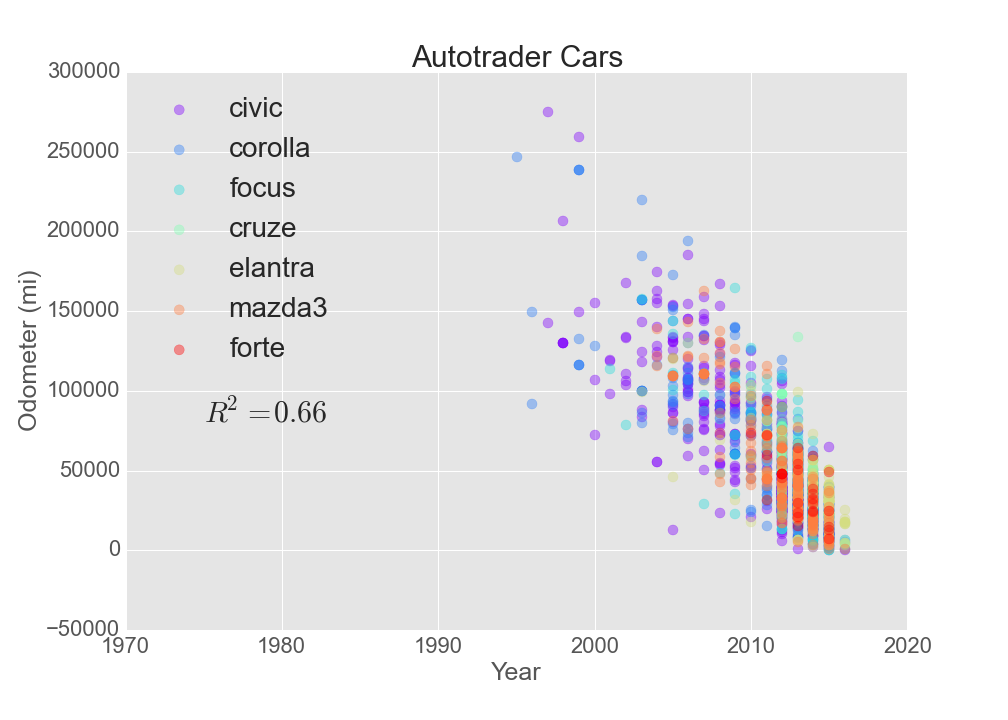 Autotrader Cars
300000
250000
200000
150000
100000
50000
0
−50000
Odometer (mi)
civic
corolla
focus
cruze
elantra
mazda3
forte
R² = 0.66
1970 1980 1990 2000 2010 2020
Year